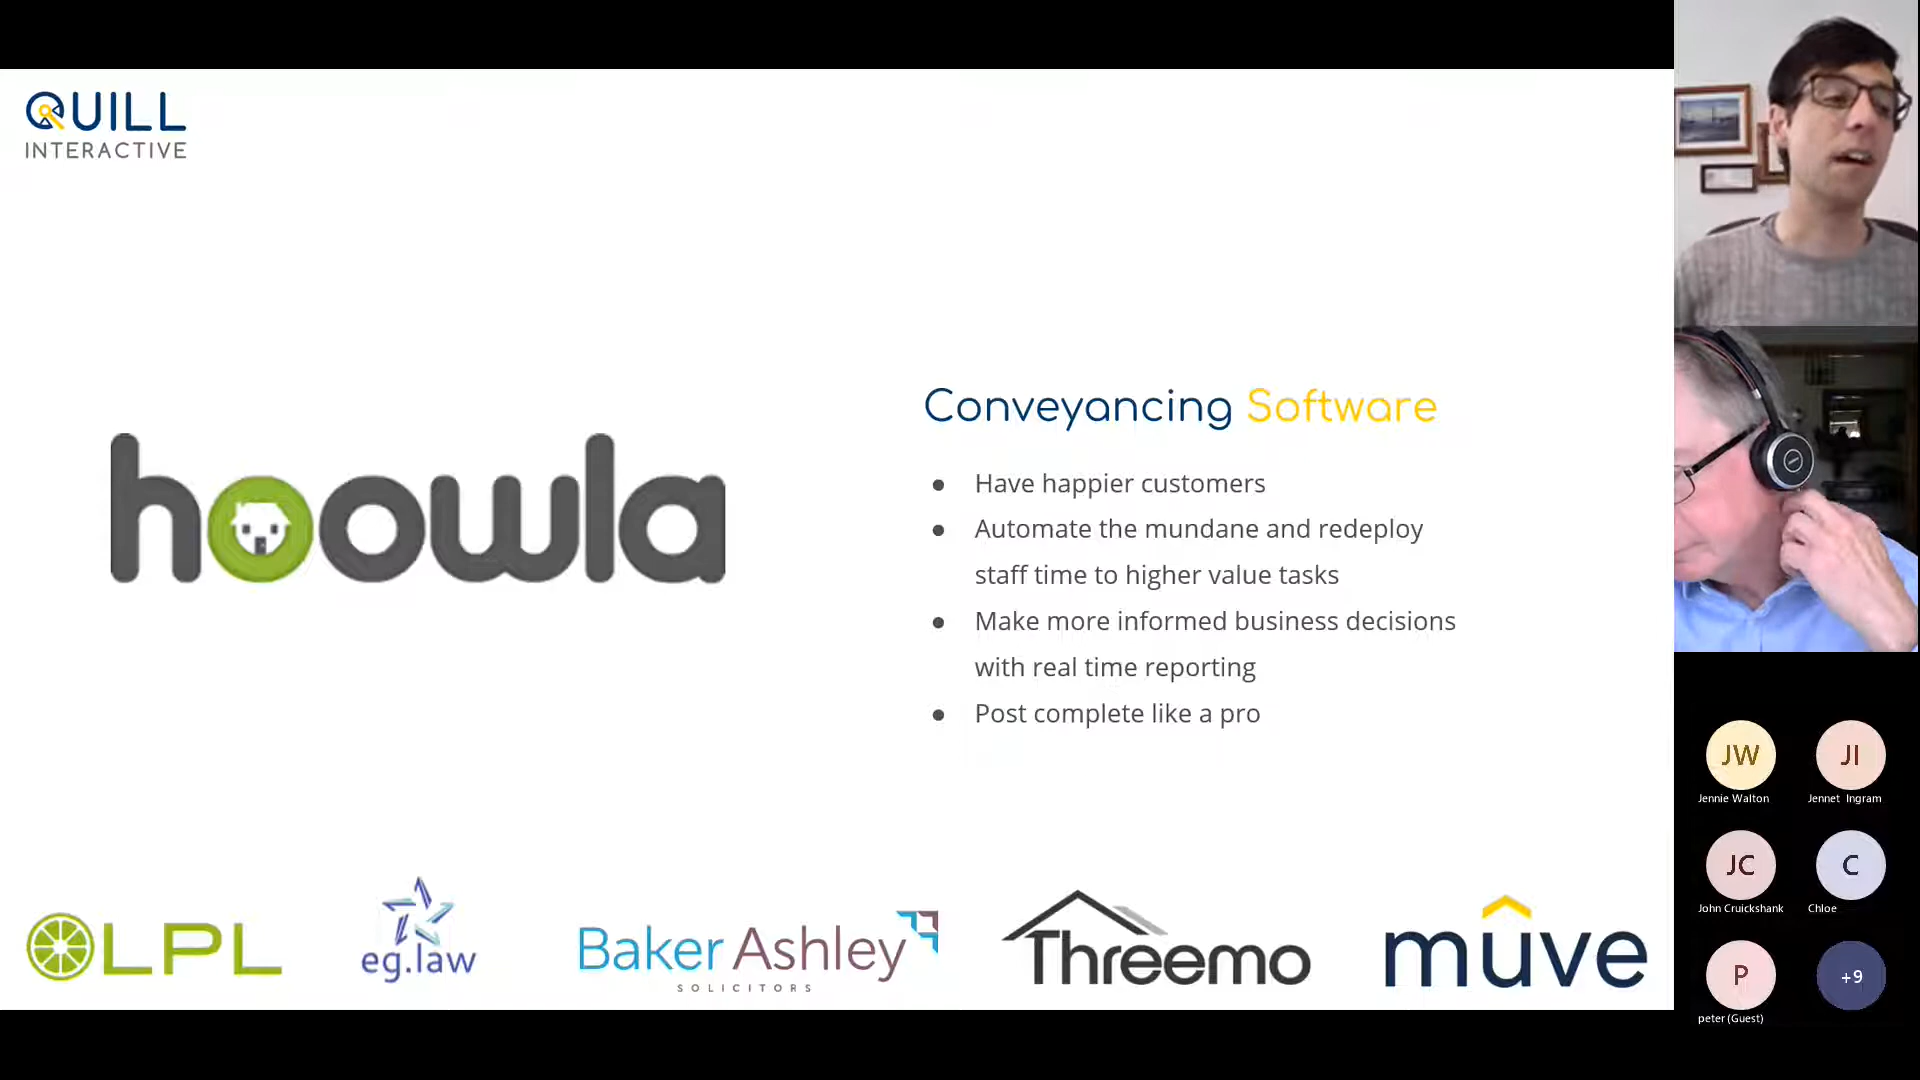 QUILL
INTERACTIVE
hoowla
Conveyancing Software
● Have happier customers
● Automate the mundane and redeploy
staff time to higher value tasks
● Make more informed business decisions
with real time reporting
● Post complete like a pro
LPL
eg.law
Baker Ashley
SOLICITORS
Threemo
mûve
JW
Jennie Walton
JI
Jennet Ingram
JC
John Cruickshank
C
Chloe
P
peter (Guest)
+9